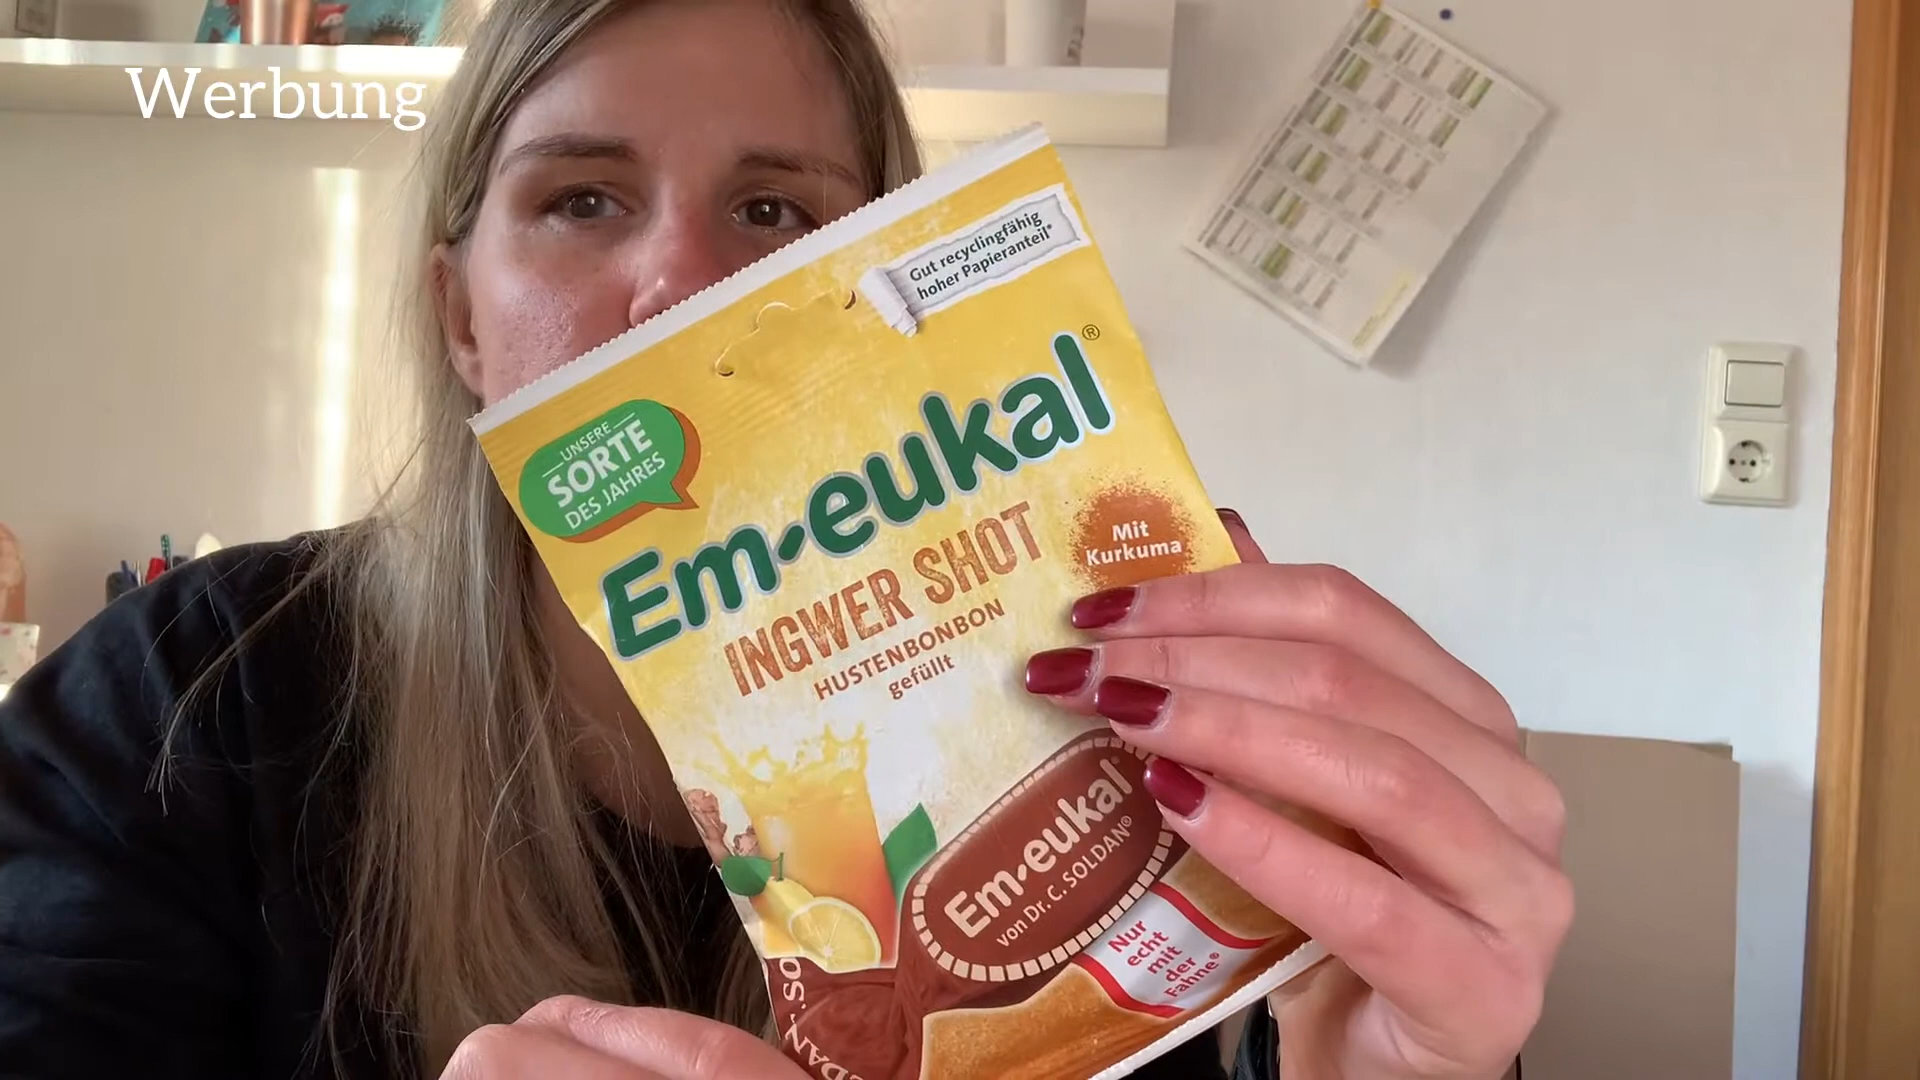 Werbung
Gut recyclingfähig
hoher Papieranteil*
UNSERE
SORTE
DES JAHRES
Em-eukal®
INGWER SHOT
HUSTENBONBON
gefüllt
Mit
Kurkuma
Em-eukal®
von Dr. C. SOLDAN®
Nur
echt
mit
der
Fahne®